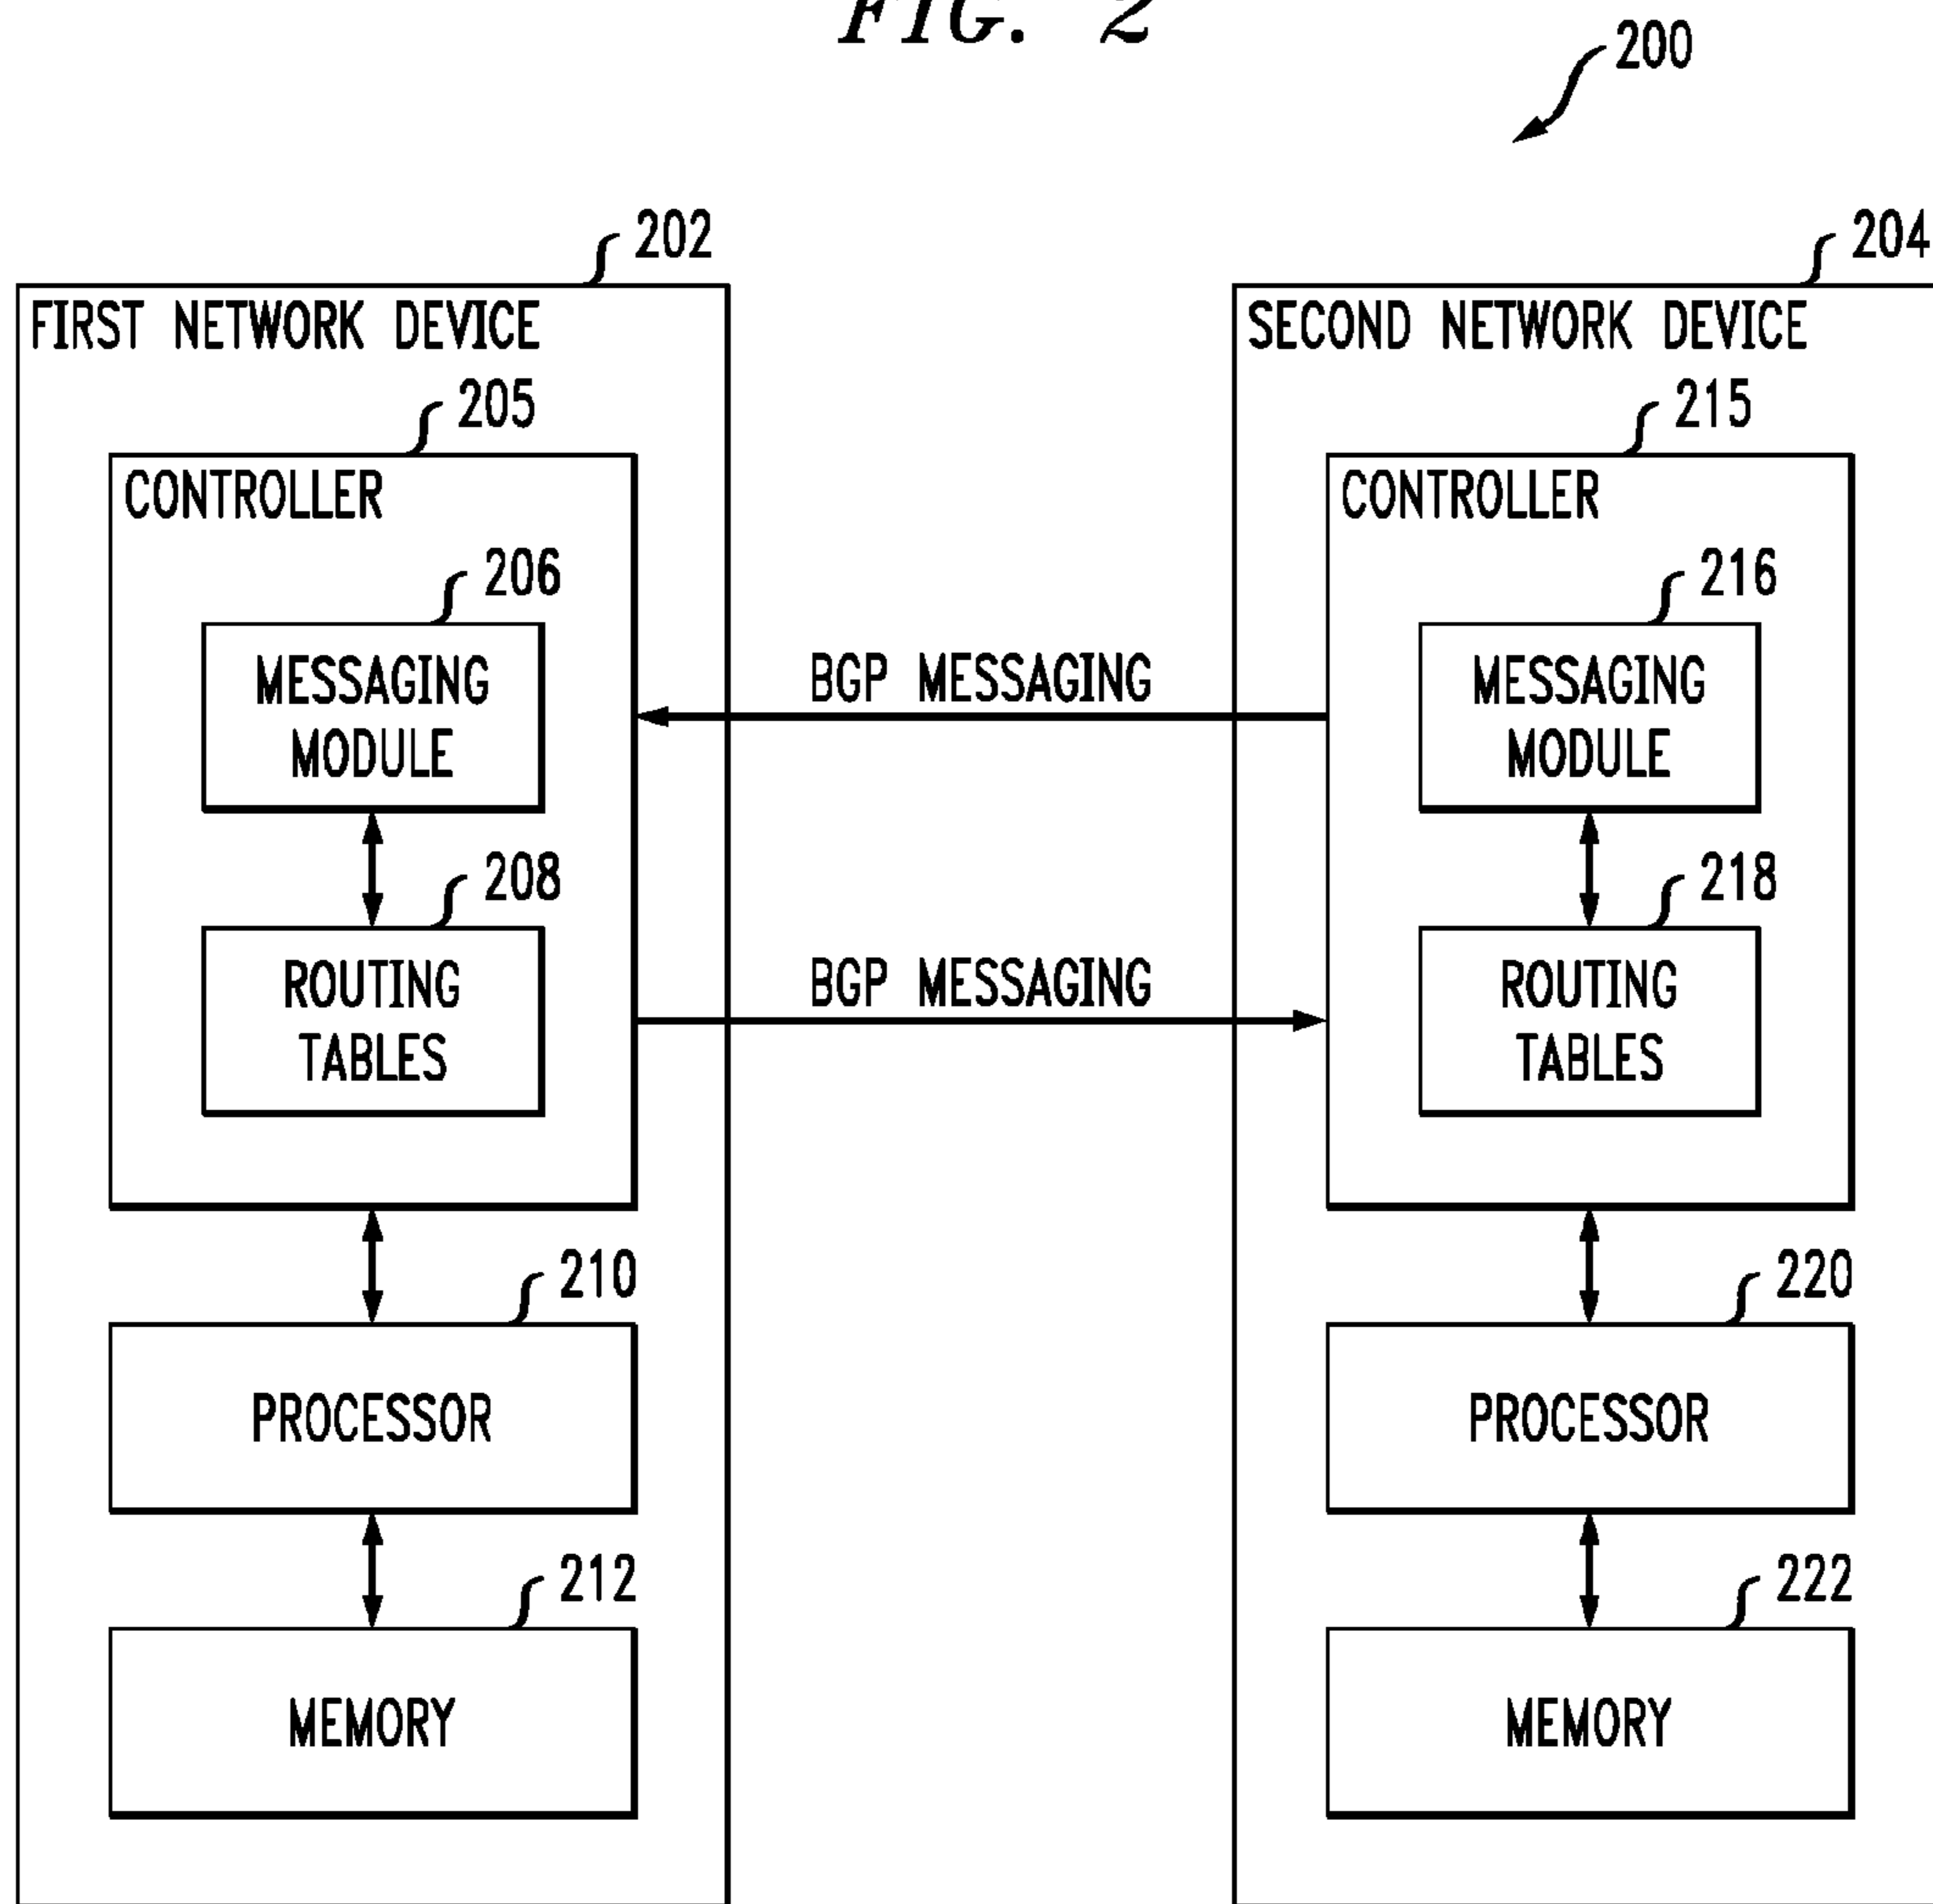 FIG. 2
200
202
FIRST NETWORK DEVICE
205
CONTROLLER
206
MESSAGING
MODULE
208
ROUTING
TABLES
210
PROCESSOR
212
MEMORY
BGP MESSAGING
BGP MESSAGING
204
SECOND NETWORK DEVICE
215
CONTROLLER
216
MESSAGING
MODULE
218
ROUTING
TABLES
220
PROCESSOR
222
MEMORY